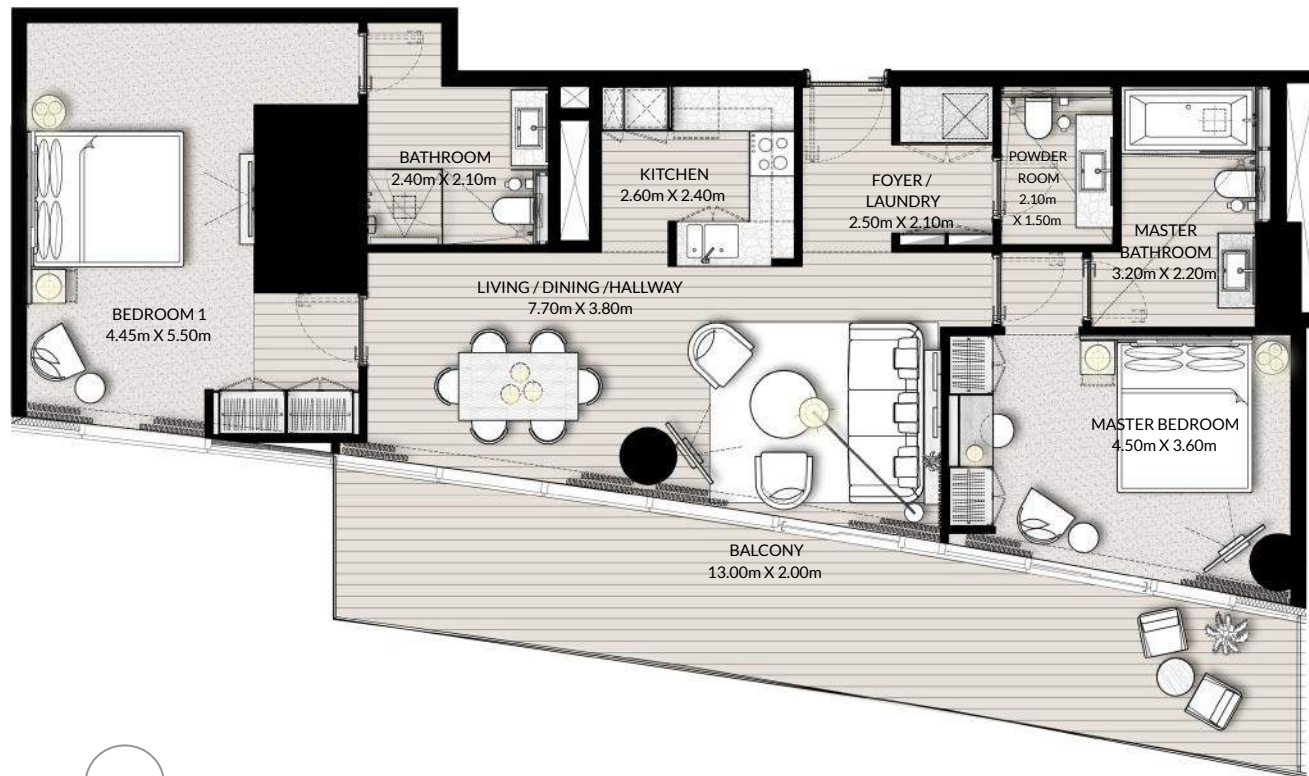 BATHROOM
2.40m X 2.10m
KITCHEN
2.60m X 2.40m
FOYER /
LAUNDRY
2.50m X 2.10m
POWDER
ROOM
2.10m
X 1.50m
MASTER
BATHROOM
3.20m X 2.20m
BEDROOM 1
4.45m X 5.50m
LIVING / DINING /HALLWAY
7.70m X 3.80m
MASTER BEDROOM
4.50m X 3.60m
BALCONY
13.00m X 2.00m